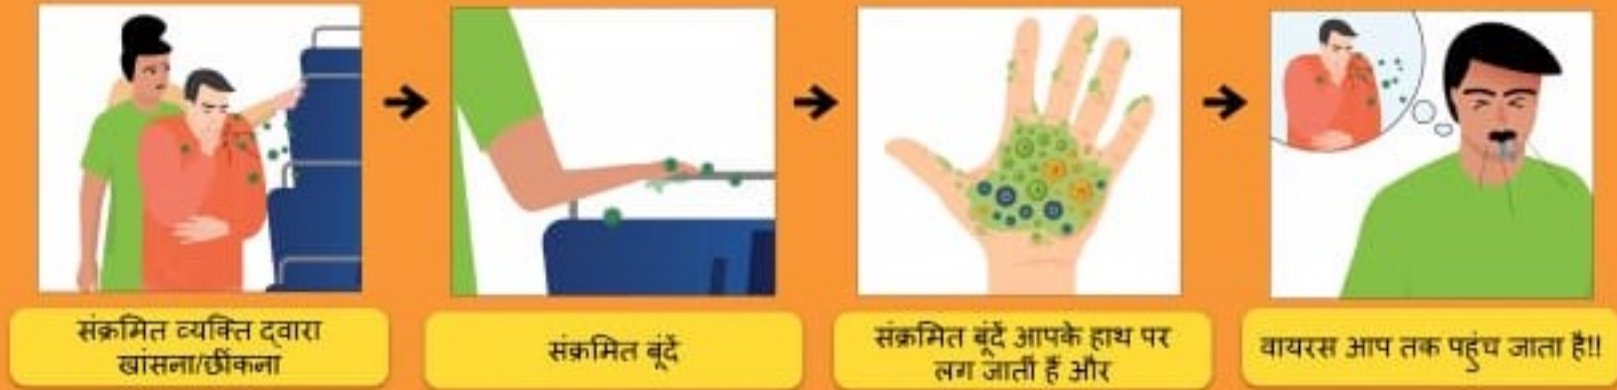 संक्रमित व्यक्ति द्वारा
खांसना/छींकना
संक्रमित बूंदें
संक्रमित बूंदें आपके हाथ पर
लग जातीं हैं और
वायरस आप तक पहुंच जाता है!!